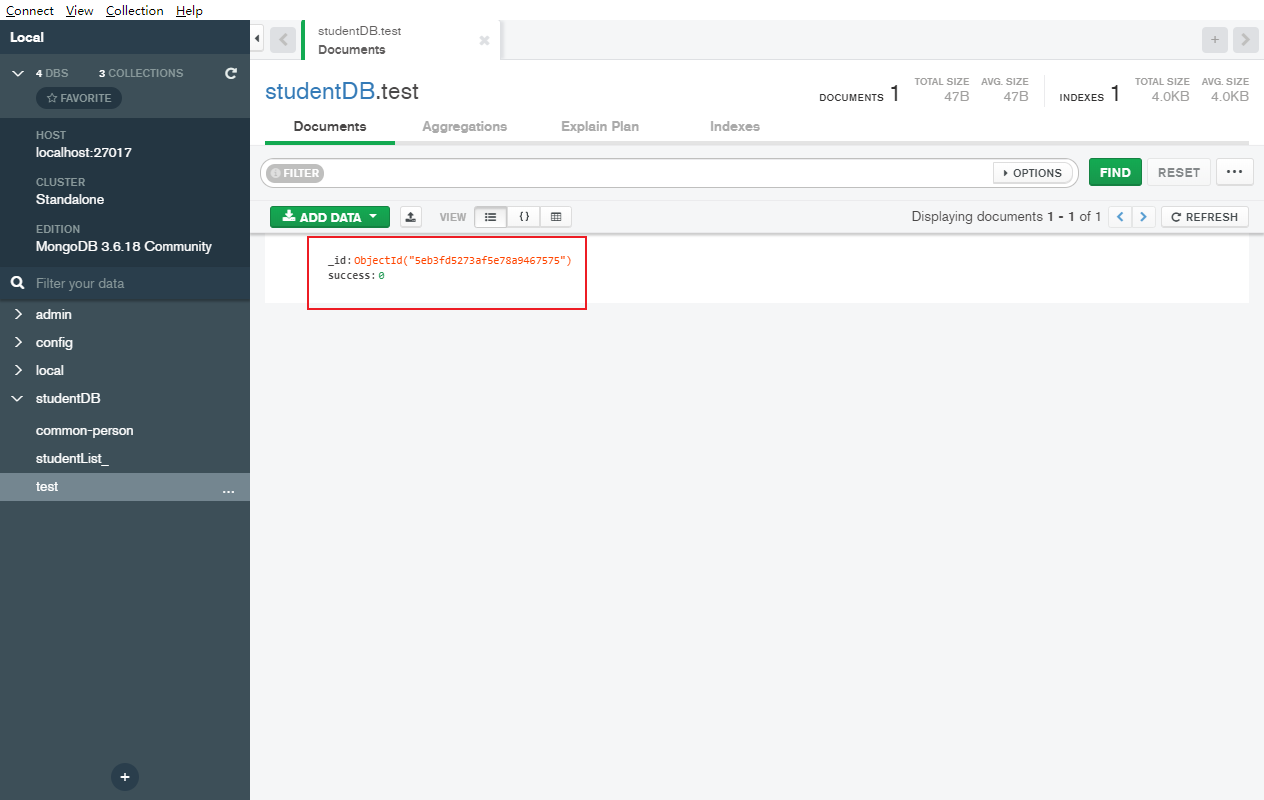 Connect View Collection Help
Local
4 DBS 3 COLLECTIONS
FAVORITE
HOST
localhost:27017
CLUSTER
Standalone
EDITION
MongoDB 3.6.18 Community
Filter your data
admin
config
local
studentDB
common-person
studentList_
test ...
studentDB.test
Documents
studentDB.test
DOCUMENTS 1
TOTAL SIZE
47B
AVG. SIZE
47B
INDEXES 1
TOTAL SIZE
4.0KB
AVG. SIZE
4.0KB
Documents Aggregations Explain Plan Indexes
FILTER
OPTIONS
FIND
RESET
...
ADD DATA
VIEW
{}
Displaying documents 1 - 1 of 1
REFRESH
_id:ObjectId("5eb3fd5273af5e78a9467575")
success:0